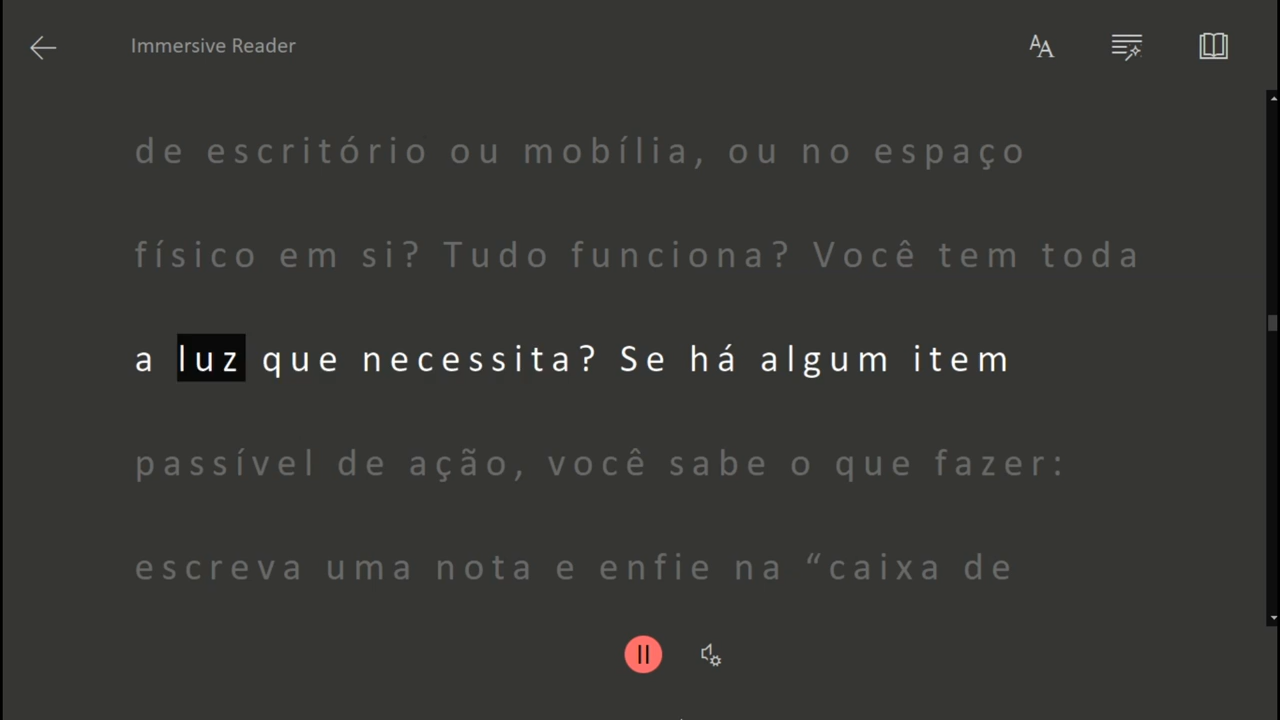 Immersive Reader
de escritório ou mobília, ou no espaço
físico em si? Tudo funciona? Você tem toda
a luz que necessita? Se há algum item
passível de ação, você sabe o que fazer:
escreva uma nota e enfie na “caixa de